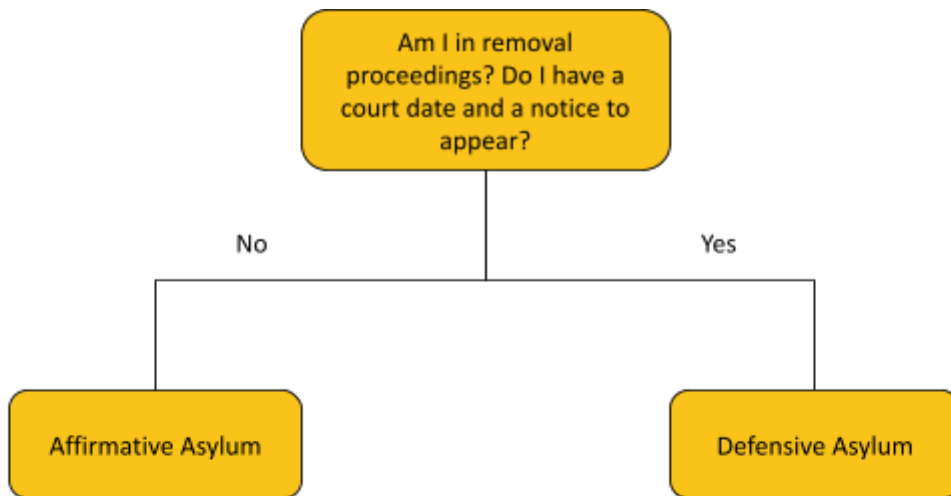 Am I in removal
proceedings? Do I have a
court date and a notice to
appear?
No
Yes
Affirmative Asylum
Defensive Asylum